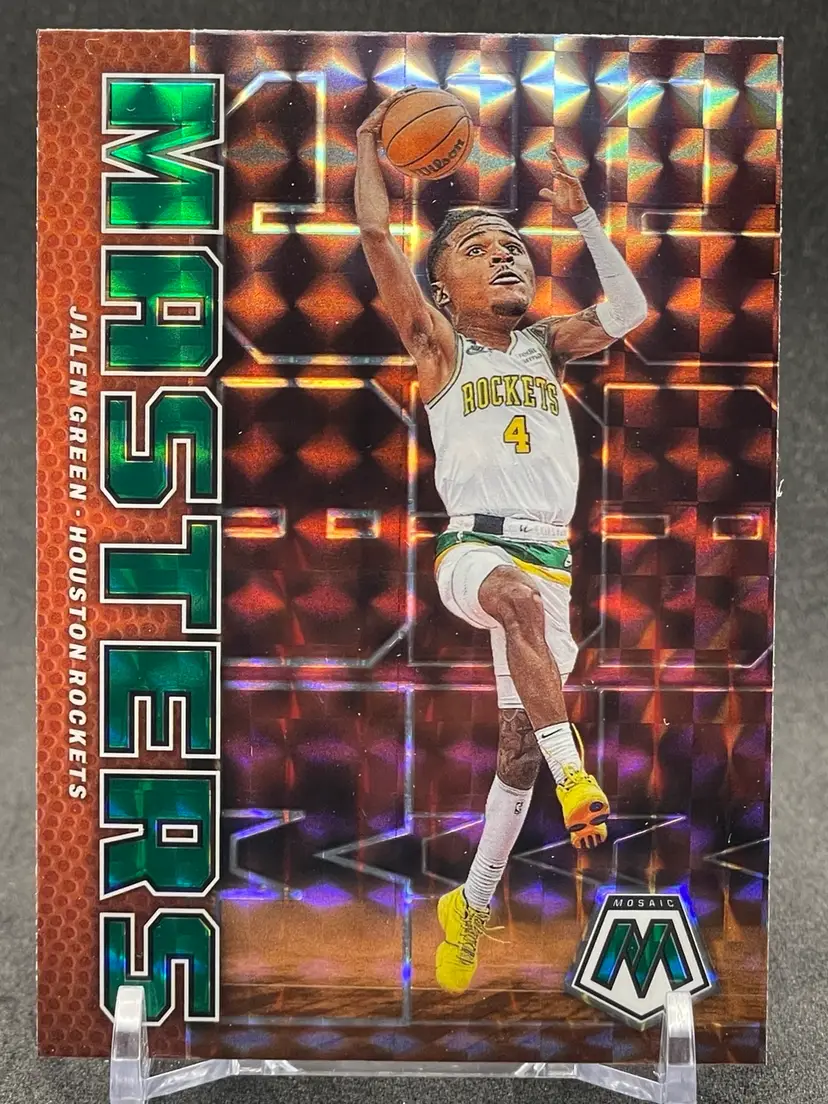 MASTERS
JALEN GREEN · HOUSTON ROCKETS
Wilson
ROCKETS
4
MOSAIC
M